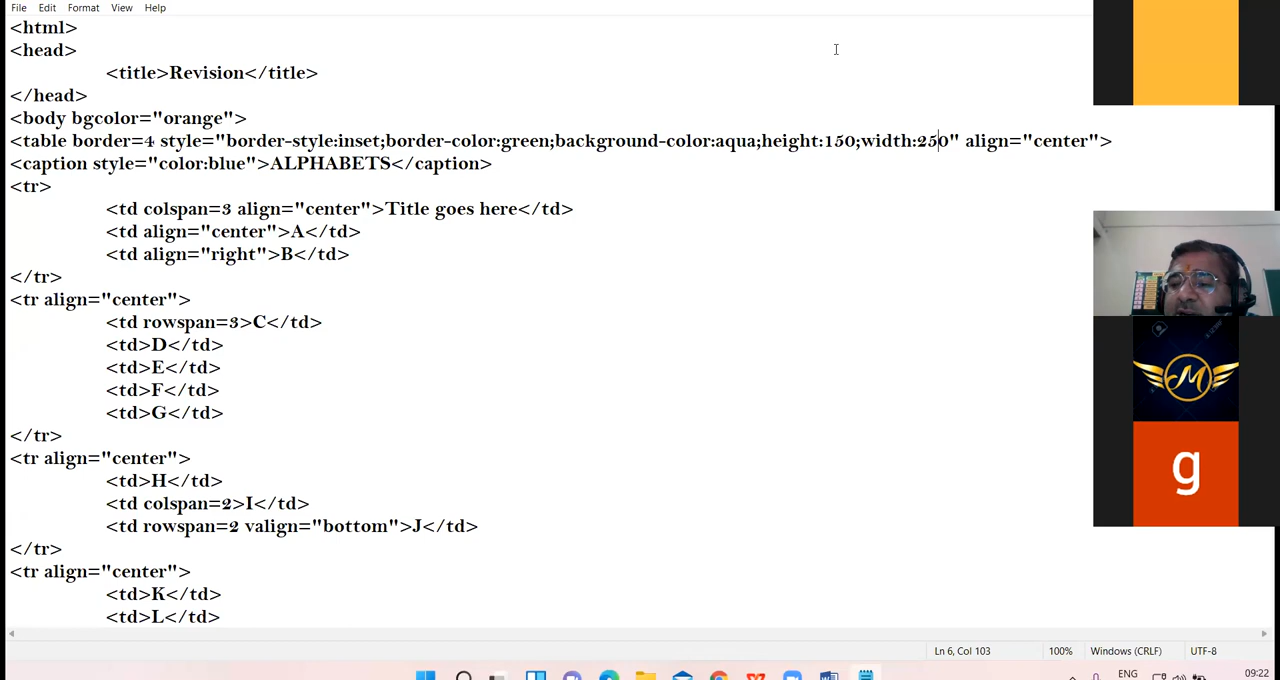 File Edit Format View Help
<html>
<head>
<title>Revision</title>
</head>
<body bgcolor="orange">
<table border=4 style="border-style:inset;border-color:green;background-color:aqua;height:150;width:250" align="center">
<caption style="color:blue">ALPHABETS</caption>
<tr>
<td colspan=3 align="center">Title goes here</td>
<td align="center">A</td>
<td align="right">B</td>
</tr>
<tr align="center">
<td rowspan=3>C</td>
<td>D</td>
<td>E</td>
<td>F</td>
<td>G</td>
</tr>
<tr align="center">
<td>H</td>
<td colspan=2>I</td>
<td rowspan=2 valign="bottom">J</td>
</tr>
<tr align="center">
<td>K</td>
<td>L</td>
M
g
Ln 6, Col 103 100% Windows (CRLF) UTF-8
ENG 09:22